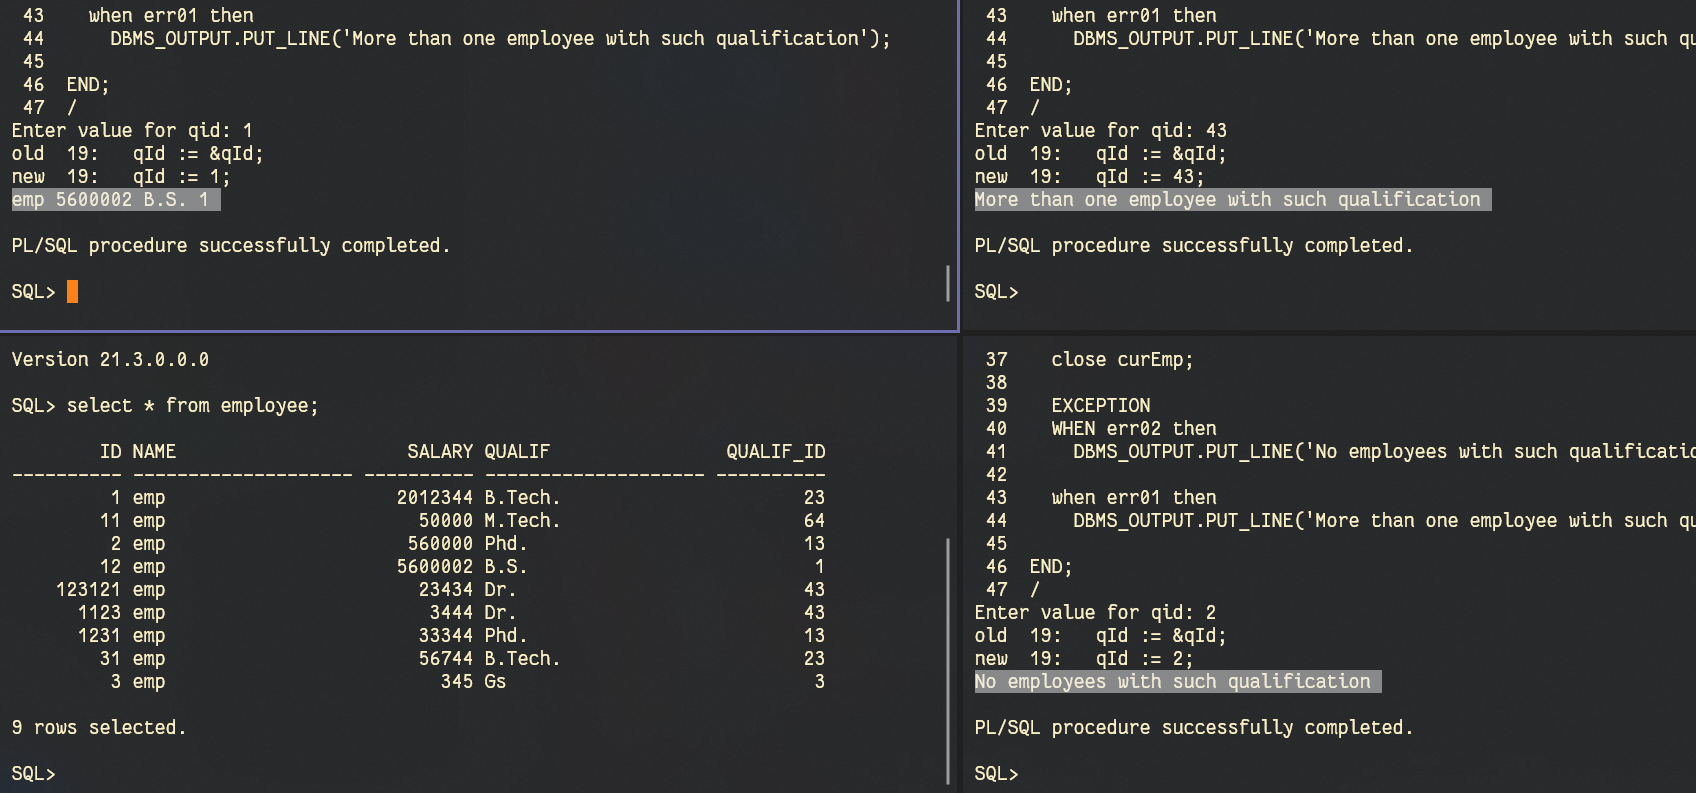 43    when err01 then
44      DBMS_OUTPUT.PUT_LINE('More than one employee with such qualification');
45
46  END;
47  /
Enter value for qid: 1
old  19:   qId := &qId;
new  19:   qId := 1;
emp 5600002 B.S. 1
PL/SQL procedure successfully completed.
SQL>
43    when err01 then
44      DBMS_OUTPUT.PUT_LINE('More than one employee with such qu
45
46  END;
47  /
Enter value for qid: 43
old  19:   qId := &qId;
new  19:   qId := 43;
More than one employee with such qualification
PL/SQL procedure successfully completed.
SQL>
Version 21.3.0.0.0
SQL> select * from employee;
        ID NAME                     SALARY QUALIF                QUALIF_ID
---------- -------------------- ---------- -------------------- ----------
         1 emp                     2012344 B.Tech.                      23
        11 emp                       50000 M.Tech.                      64
         2 emp                      560000 Phd.                         13
        12 emp                     5600002 B.S.                          1
    123121 emp                       23434 Dr.                          43
      1123 emp                        3444 Dr.                          43
      1231 emp                       33344 Phd.                         13
        31 emp                       56744 B.Tech.                      23
         3 emp                         345 Gs                            3
9 rows selected.
SQL>
37    close curEmp;
38
39    EXCEPTION
40    WHEN err02 then
41      DBMS_OUTPUT.PUT_LINE('No employees with such qualificatio
42
43    when err01 then
44      DBMS_OUTPUT.PUT_LINE('More than one employee with such qu
45
46  END;
47  /
Enter value for qid: 2
old  19:   qId := &qId;
new  19:   qId := 2;
No employees with such qualification
PL/SQL procedure successfully completed.
SQL>